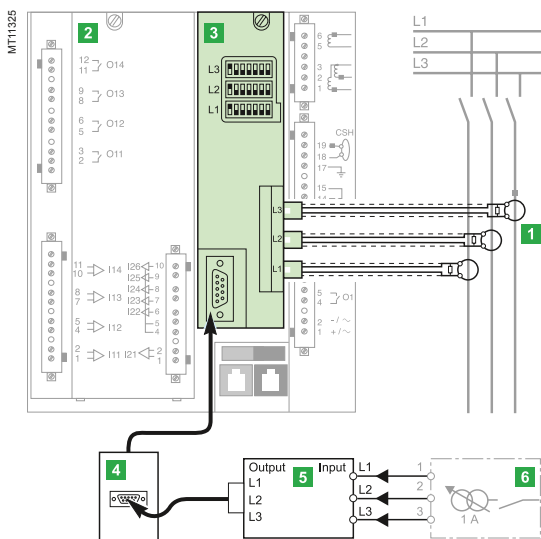 MT11325
2
12
11
O14
9
8
O13
6
5
O12
3
2
O11
11
10
I14
8
7
I13
5
4
I12
2
1
I11
I26
10
I25
9
I24
8
I23
7
I22
6
5
4
I21
2
1
3
L3
L2
L1
L3
L2
L1
6
5
3
2
1
CSH
19
18
17
15
14
5
4
O1
2
-/~
1
+/~
L1
L2
L3
1
4
Output
Input
L1
L2
L3
5
L1
L2
L3
1
2
3
6
1 A